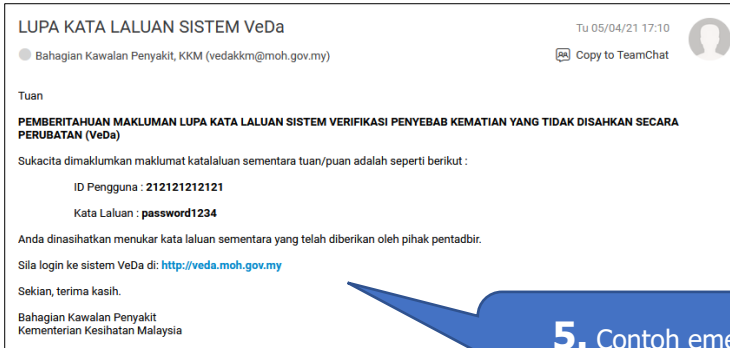 LUPA KATA LALUAN SISTEM VeDa
Tu 05/04/21 17:10
Bahagian Kawalan Penyakit, KKM (vedakkm@moh.gov.my)
Copy to TeamChat
Tuan
PEMBERITAHUAN MAKLUMAN LUPA KATA LALUAN SISTEM VERIFIKASI PENYEBAB KEMATIAN YANG TIDAK DISAHKAN SECARA
PERUBATAN (VeDa)
Sukacita dimaklumkan maklumat katalaluan sementara tuan/puan adalah seperti berikut :
ID Pengguna : 212121212121
Kata Laluan : password1234
Anda dinasihatkan menukar kata laluan sementara yang telah diberikan oleh pihak pentadbir.
Sila login ke sistem VeDa di: http://veda.moh.gov.my
Sekian, terima kasih.
Bahagian Kawalan Penyakit
Kementerian Kesihatan Malaysia
5. Contoh eme